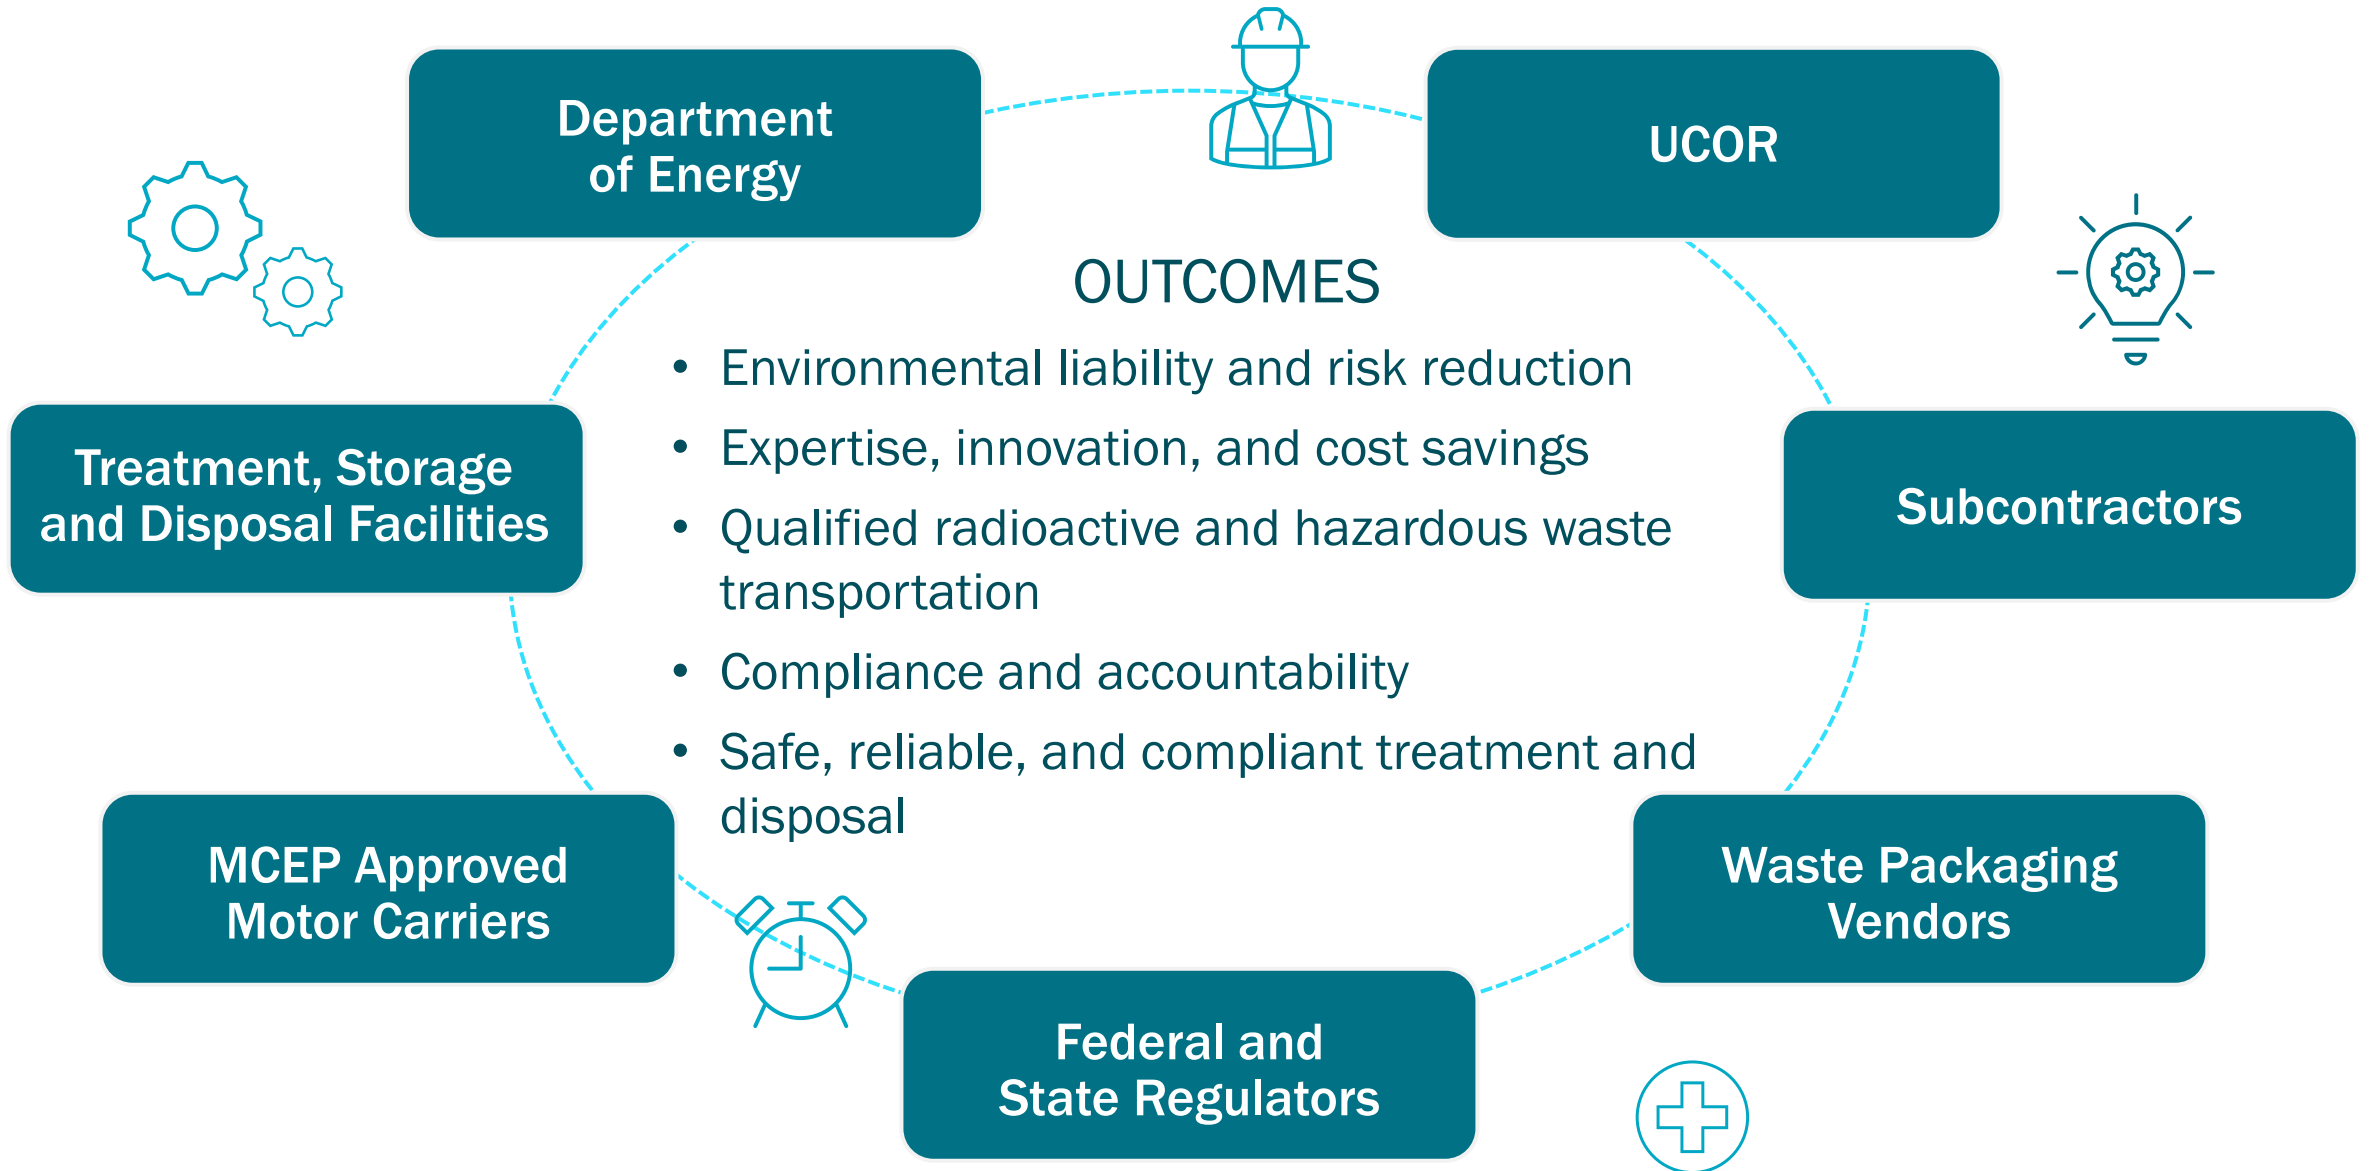 Department
of Energy
UCOR
OUTCOMES
• Environmental liability and risk reduction
• Expertise, innovation, and cost savings
• Qualified radioactive and hazardous waste
transportation
• Compliance and accountability
• Safe, reliable, and compliant treatment and
disposal
Treatment, Storage
and Disposal Facilities
Subcontractors
MCEP Approved
Motor Carriers
Waste Packaging
Vendors
Federal and
State Regulators